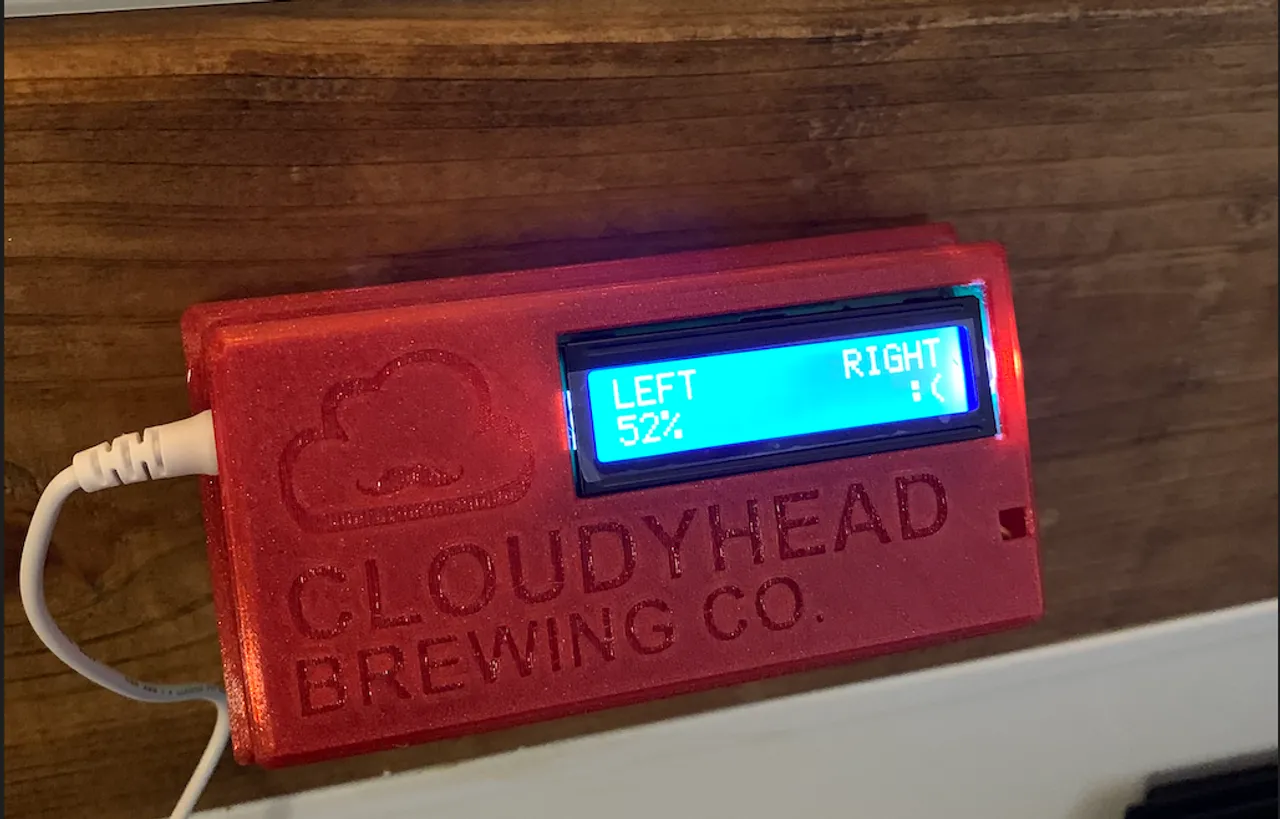 LEFT RIGHT
52% :(
CLOUDYHEAD
BREWING CO.